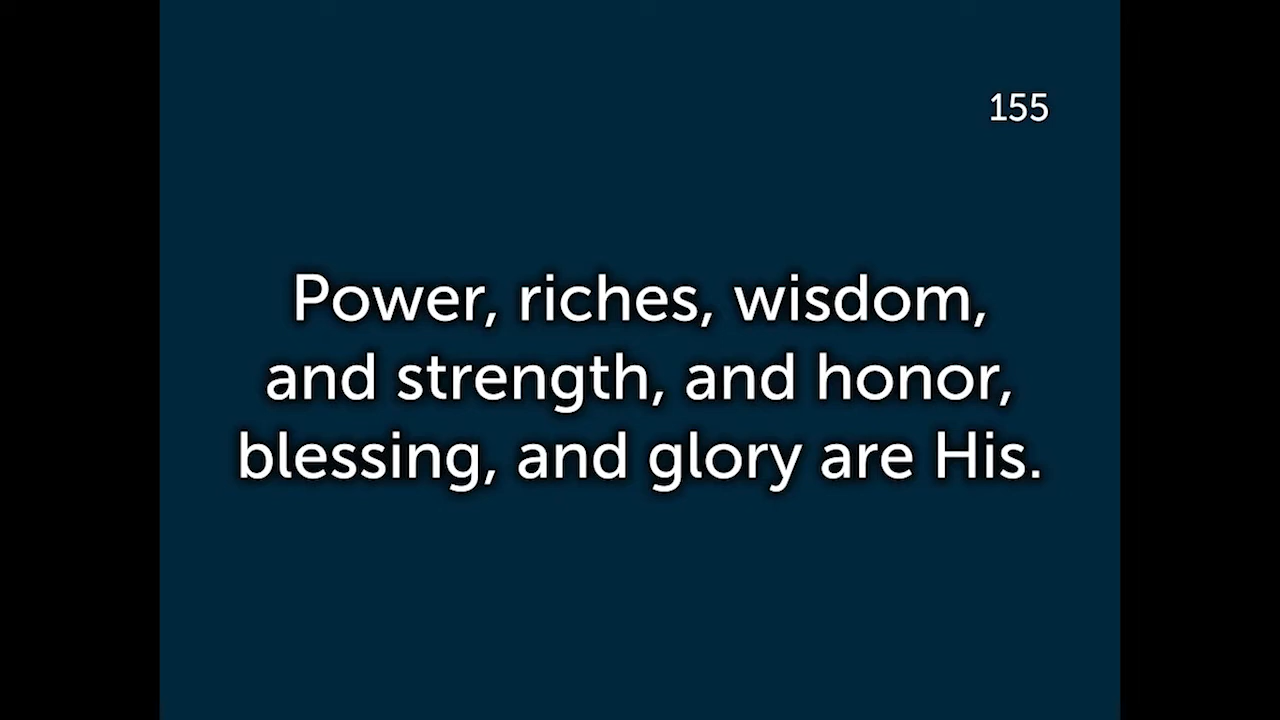 155
Power, riches, wisdom,
and strength, and honor,
blessing, and glory are His.